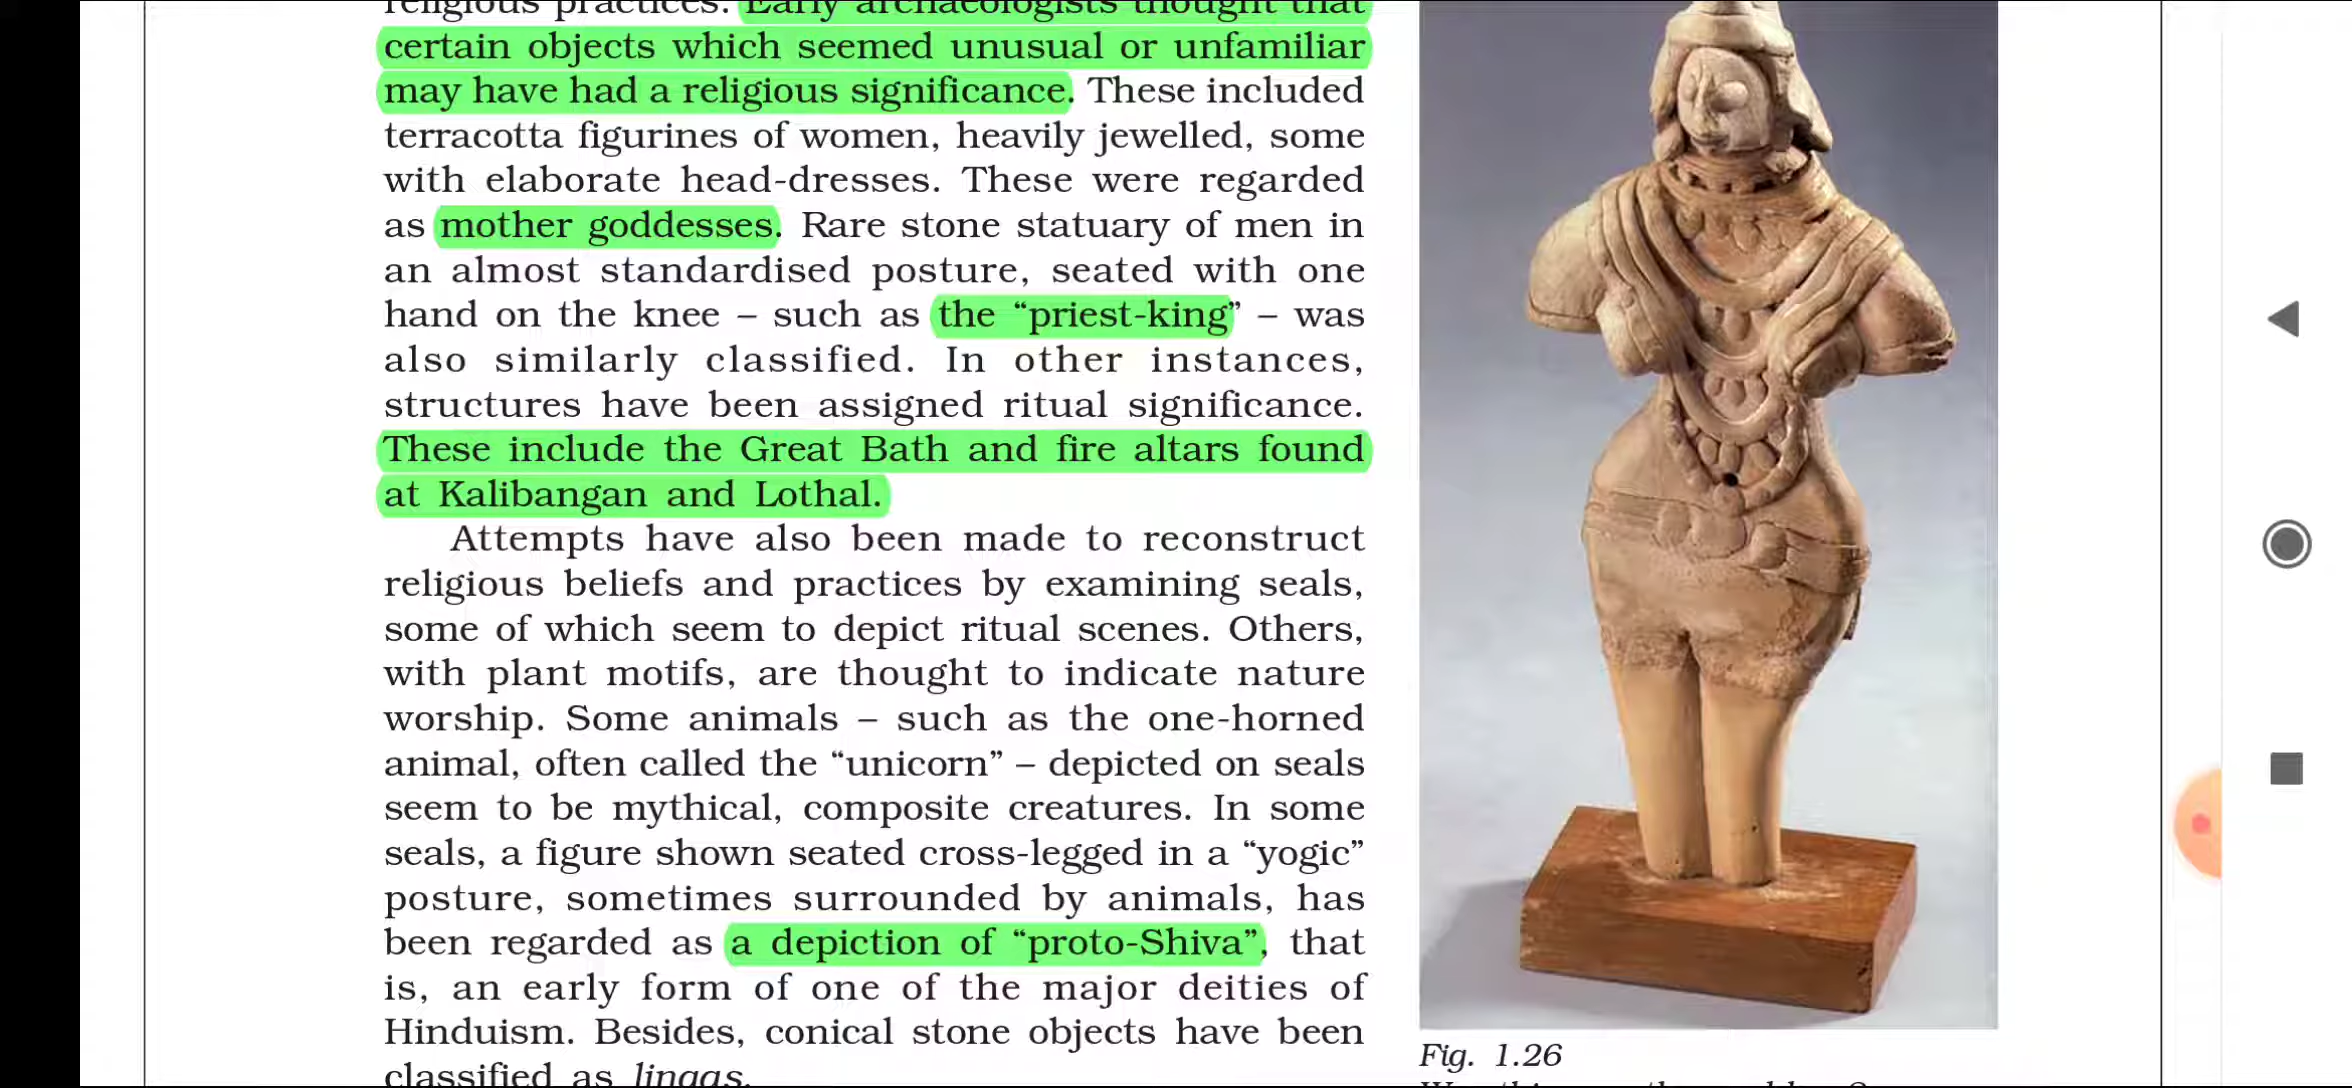 religious practices. Early archaeologists thought that
certain objects which seemed unusual or unfamiliar
may have had a religious significance. These included
terracotta figurines of women, heavily jewelled, some
with elaborate head-dresses. These were regarded
as mother goddesses. Rare stone statuary of men in
an almost standardised posture, seated with one
hand on the knee – such as the “priest-king” – was
also similarly classified. In other instances,
structures have been assigned ritual significance.
These include the Great Bath and fire altars found
at Kalibangan and Lothal.
Attempts have also been made to reconstruct
religious beliefs and practices by examining seals,
some of which seem to depict ritual scenes. Others,
with plant motifs, are thought to indicate nature
worship. Some animals – such as the one-horned
animal, often called the “unicorn” – depicted on seals
seem to be mythical, composite creatures. In some
seals, a figure shown seated cross-legged in a “yogic”
posture, sometimes surrounded by animals, has
been regarded as a depiction of “proto-Shiva”, that
is, an early form of one of the major deities of
Hinduism. Besides, conical stone objects have been
classified as lingas.
Fig. 1.26